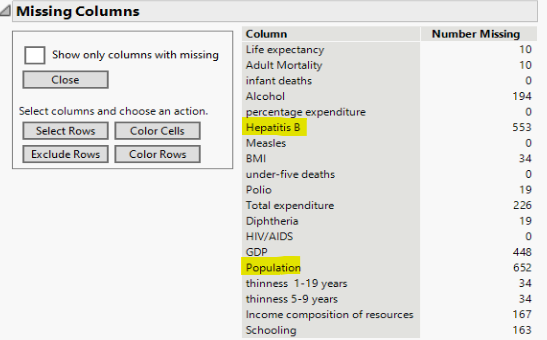 Missing Columns
Show only columns with missing
Close
Select columns and choose an action.
Select Rows Color Cells
Exclude Rows Color Rows
Column Number Missing
Life expectancy 10
Adult Mortality 10
infant deaths 0
Alcohol 194
percentage expenditure 0
Hepatitis B 553
Measles 0
BMI 34
under-five deaths 0
Polio 19
Total expenditure 226
Diphtheria 19
HIV/AIDS 0
GDP 448
Population 652
thinness 1-19 years 34
thinness 5-9 years 34
Income composition of resources 167
Schooling 163